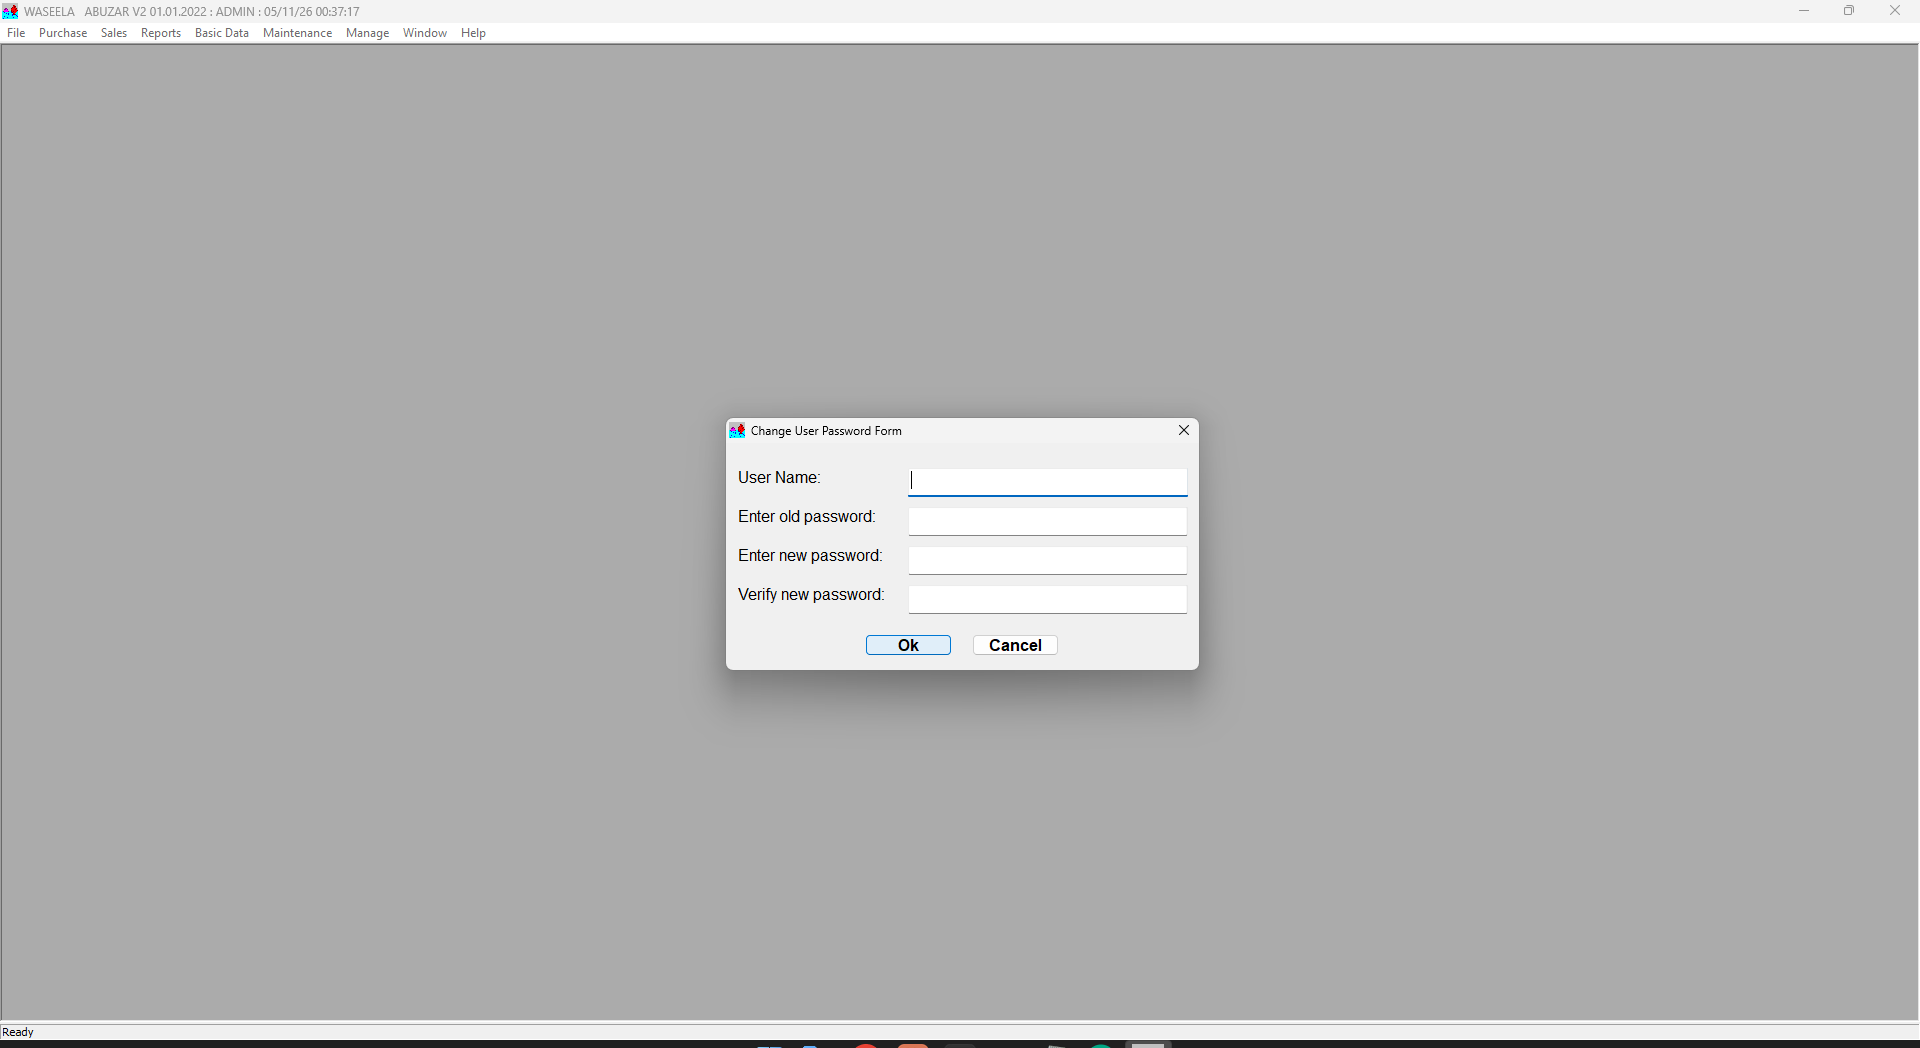 WASEELA   ABUZAR V2 01.01.2022 : ADMIN : 05/11/26 00:37:17
File  Purchase  Sales  Reports  Basic Data  Maintenance  Manage  Window  Help
Change User Password Form
User Name:
Enter old password:
Enter new password:
Verify new password:
Ok  Cancel
Ready